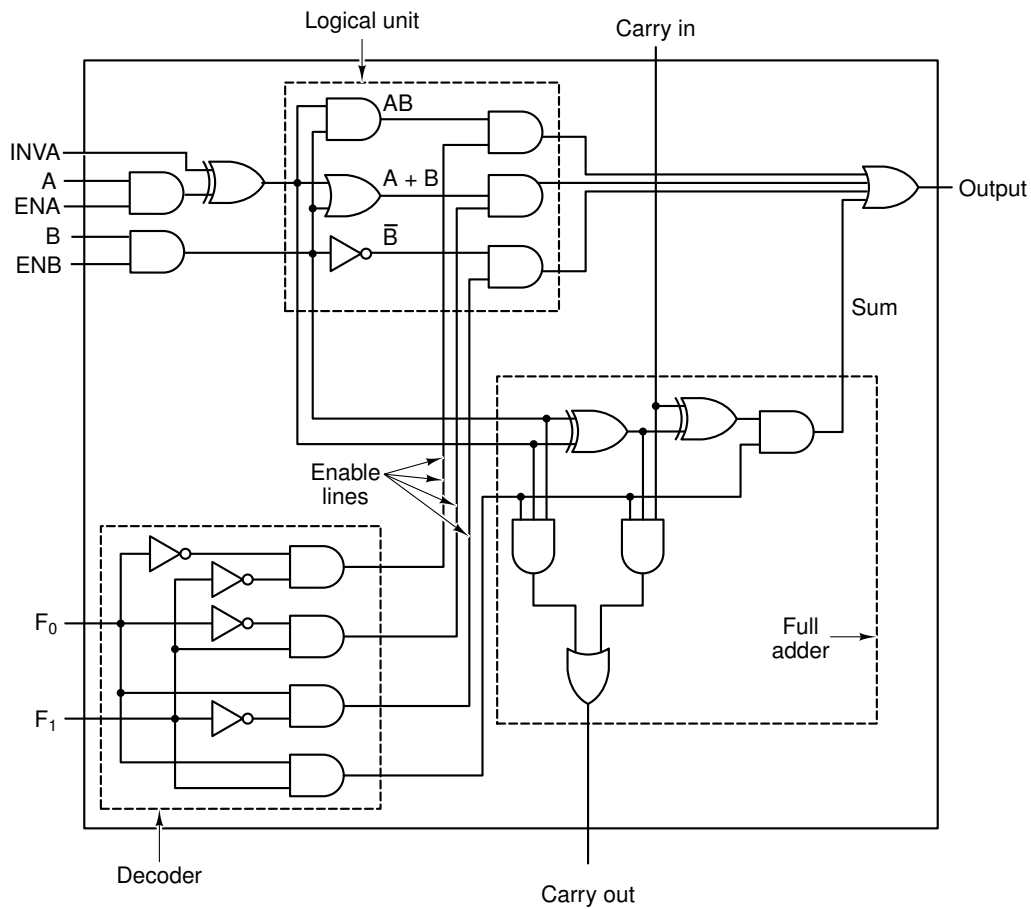 Logical unit
Carry in
INVA
A
ENA
B
ENB
AB
A + B
B̅
Output
Sum
Enable
lines
F₀
F₁
Full
adder
Decoder
Carry out